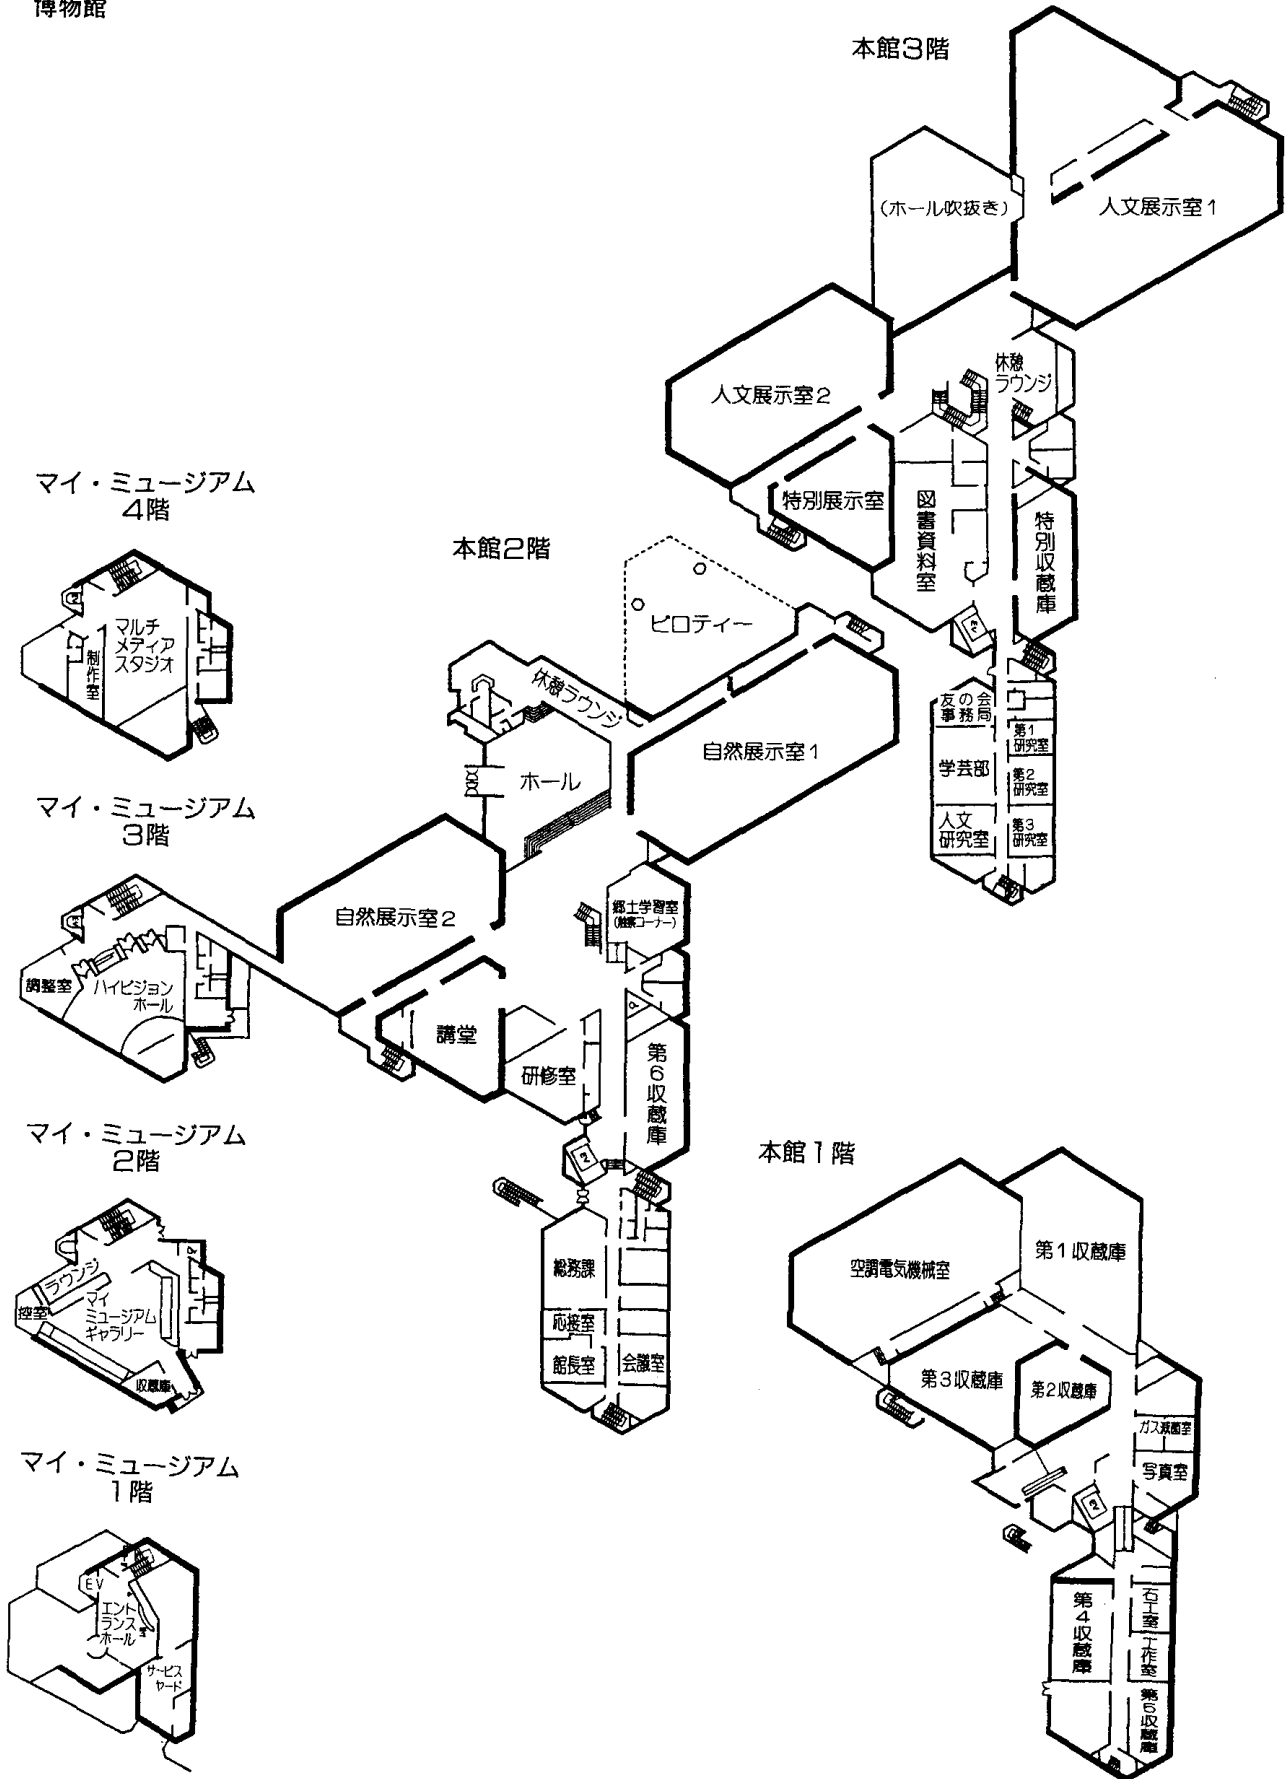 博物館
本館3階
(ホール吹抜き)
人文展示室1
人文展示室2
休憩
ラウンジ
特別展示室
図書資料室
特別収蔵庫
EV
友の会
事務局
学芸部
人文
研究室
第1
研究室
第2
研究室
第3
研究室
本館2階
ピロティー
休憩ラウンジ
ホール
自然展示室1
自然展示室2
郷土学習室
講堂
研修室
第6収蔵庫
EV
総務課
応接室
館長室
会議室
本館1階
空調電気機械室
第1収蔵庫
第3収蔵庫
第2収蔵庫
ガス滅菌室
写真室
EV
第4収蔵庫
石工室
工作室
第5収蔵庫
マイ・ミュージアム
4階
マルチ
メディア
スタジオ
制作室
マイ・ミュージアム
3階
調整室
ハイビジョン
ホール
マイ・ミュージアム
2階
ラウンジ
控室
マイ
ミュージアム
ギャラリー
収蔵庫
マイ・ミュージアム
1階
EV
エント
ランス
ホール
サービス
ヤード